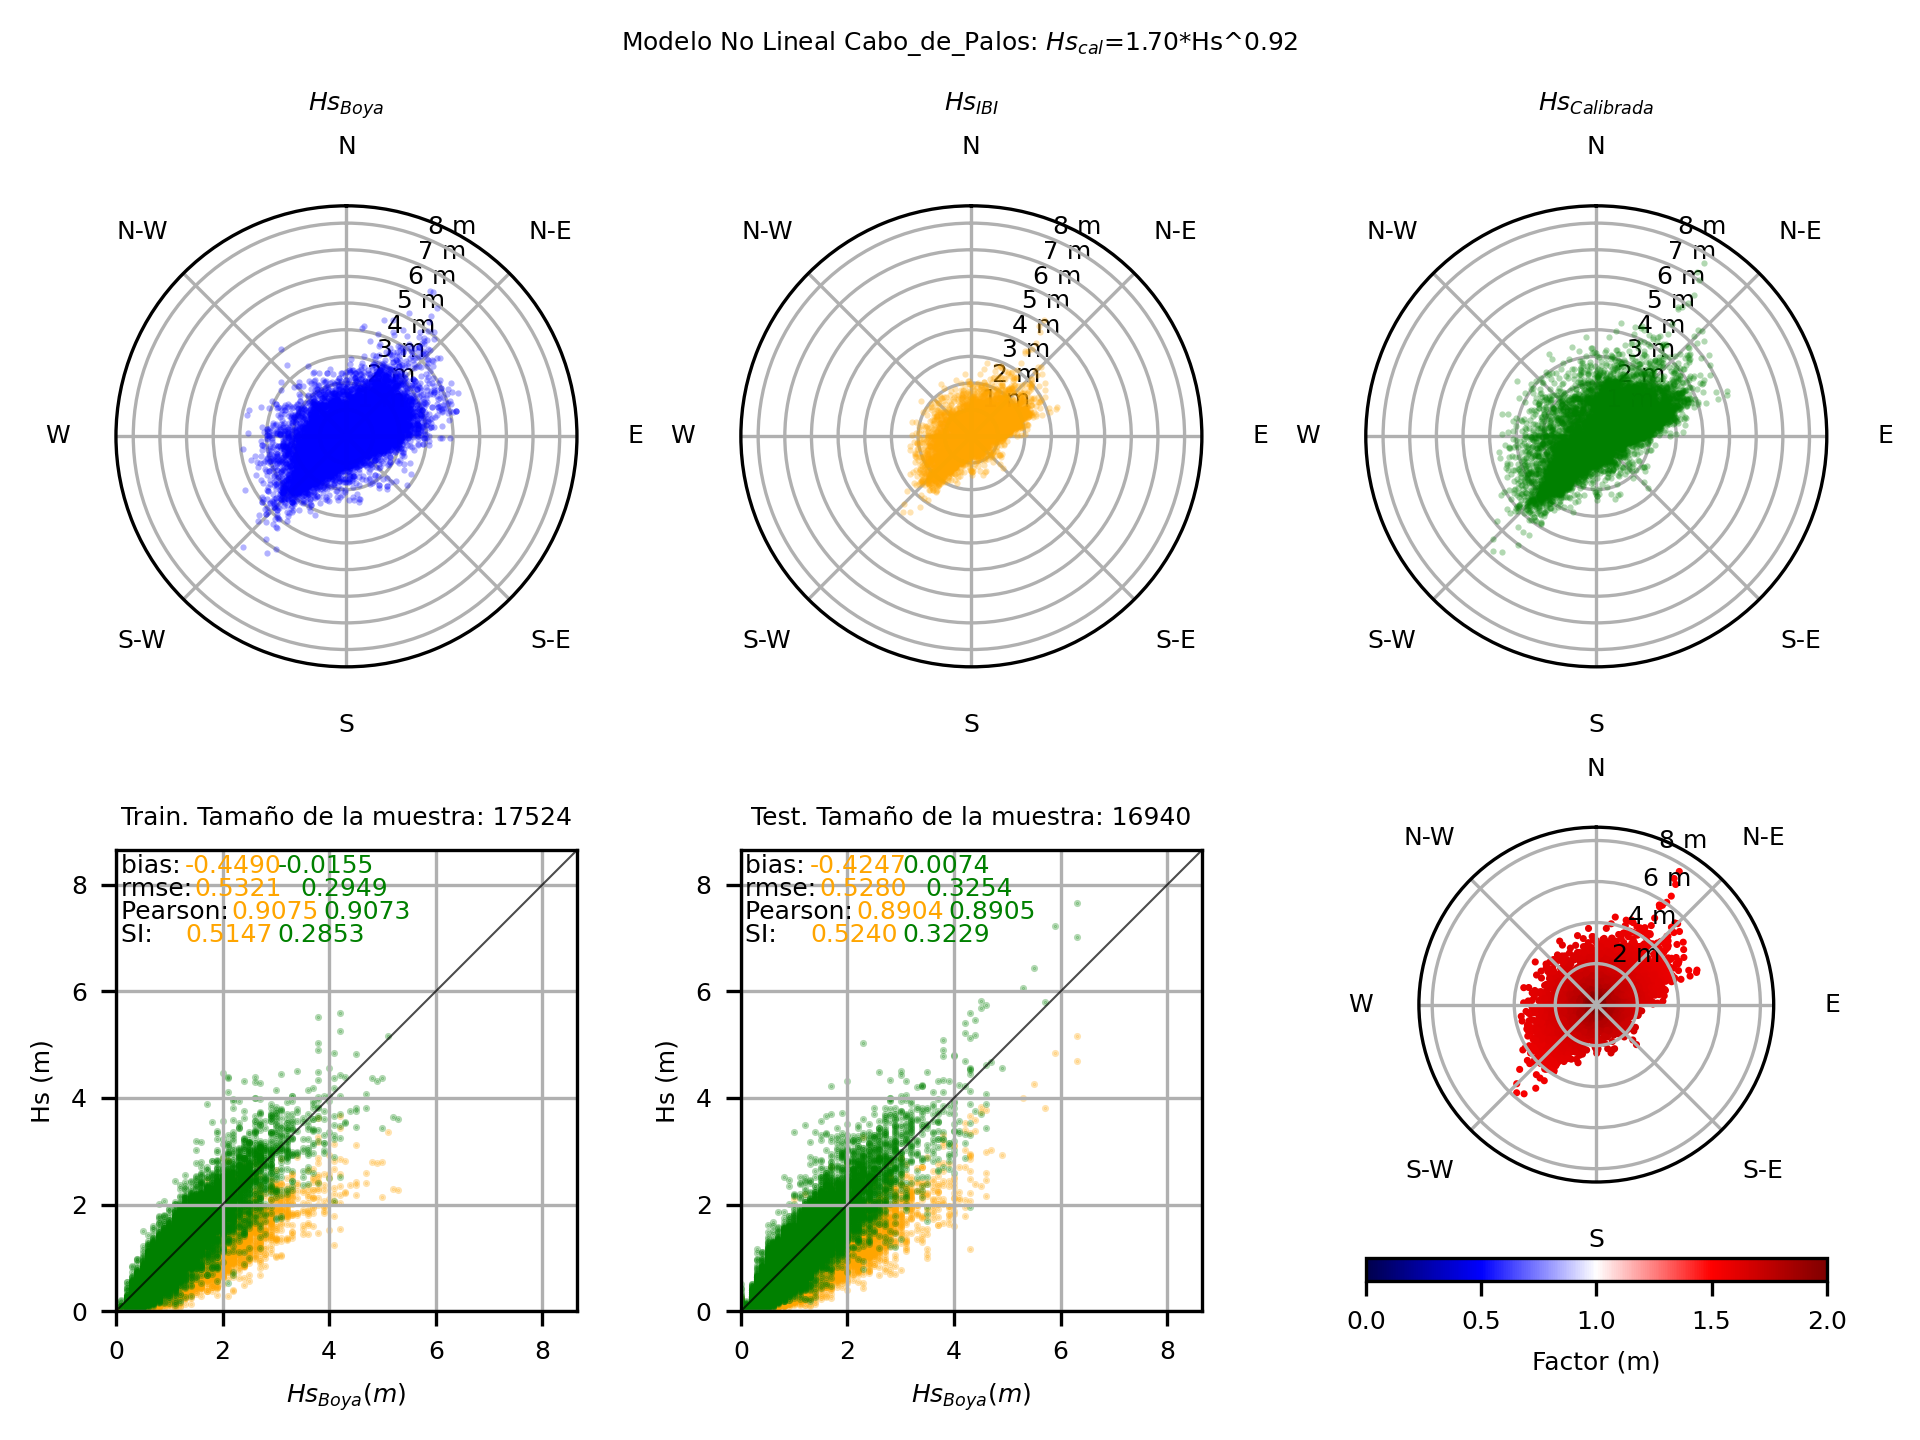 Modelo No Lineal Cabo_de_Palos: Hs_cal=1.70*Hs^0.92
Hs_Boya
N
N-W
N-E
8 m
7 m
6 m
5 m
4 m
3 m
2 m
W
E
S-W
S-E
S
Hs_IBI
N
N-W
N-E
8 m
7 m
6 m
5 m
4 m
3 m
2 m
1 m
W
E
S-W
S-E
S
Hs_Calibrada
N
N-W
N-E
8 m
7 m
6 m
5 m
4 m
3 m
2 m
W
E
S-W
S-E
S
Train. Tamaño de la muestra: 17524
bias: -0.4490 -0.0155
rmse: 0.5321 0.2949
Pearson: 0.9075 0.9073
SI: 0.5147 0.2853
Hs (m)
8
6
4
2
0
0 2 4 6 8
Hs_Boya(m)
Test. Tamaño de la muestra: 16940
bias: -0.4247 0.0074
rmse: 0.5280 0.3254
Pearson: 0.8904 0.8905
SI: 0.5240 0.3229
Hs (m)
8
6
4
2
0
0 2 4 6 8
Hs_Boya(m)
N
N-W
N-E
8 m
6 m
4 m
2 m
W
E
S-W
S-E
S
0.0 0.5 1.0 1.5 2.0
Factor (m)